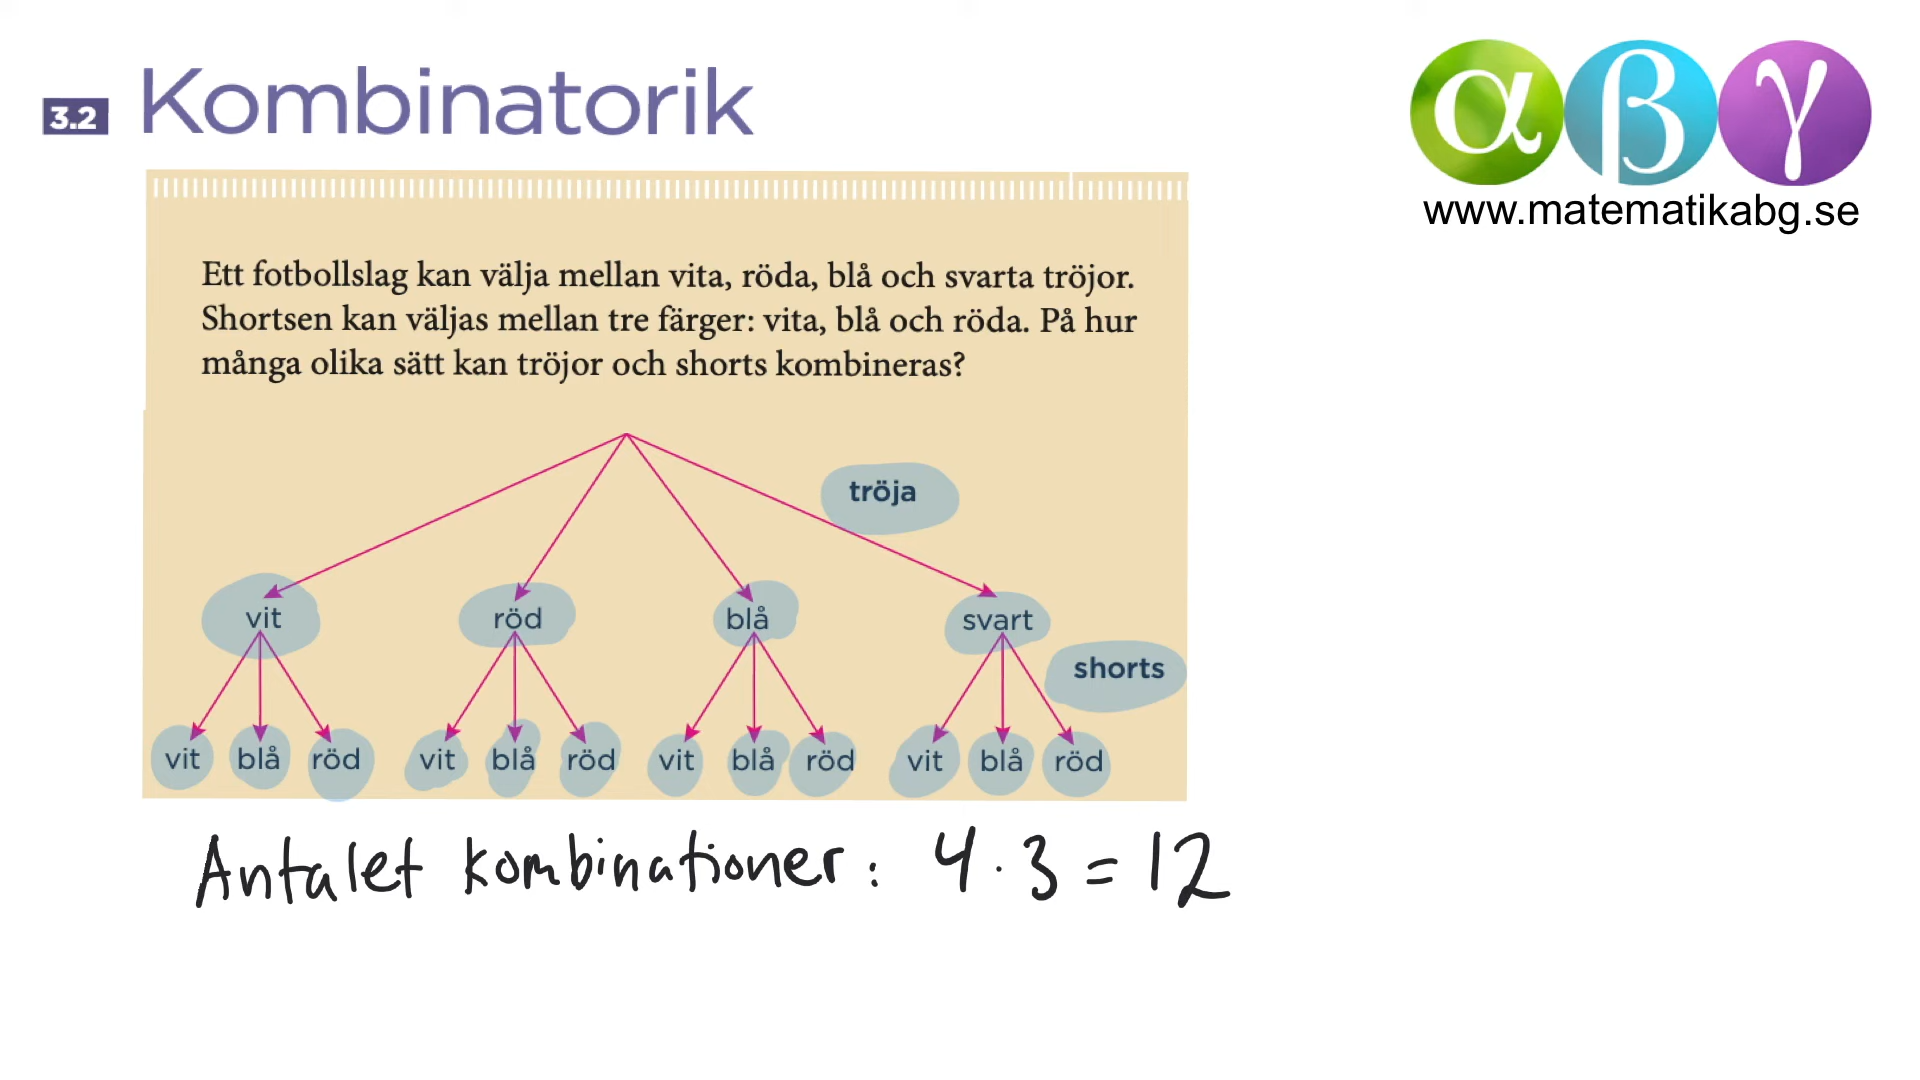 3.2 Kombinatorik
α β γ
www.matematikabg.se
Ett fotbollslag kan välja mellan vita, röda, blå och svarta tröjor.
Shortsen kan väljas mellan tre färger: vita, blå och röda. På hur
många olika sätt kan tröjor och shorts kombineras?
tröja
vit röd blå svart
shorts
vit blå röd vit blå röd vit blå röd vit blå röd
Antalet kombinationer: 4 · 3 = 12